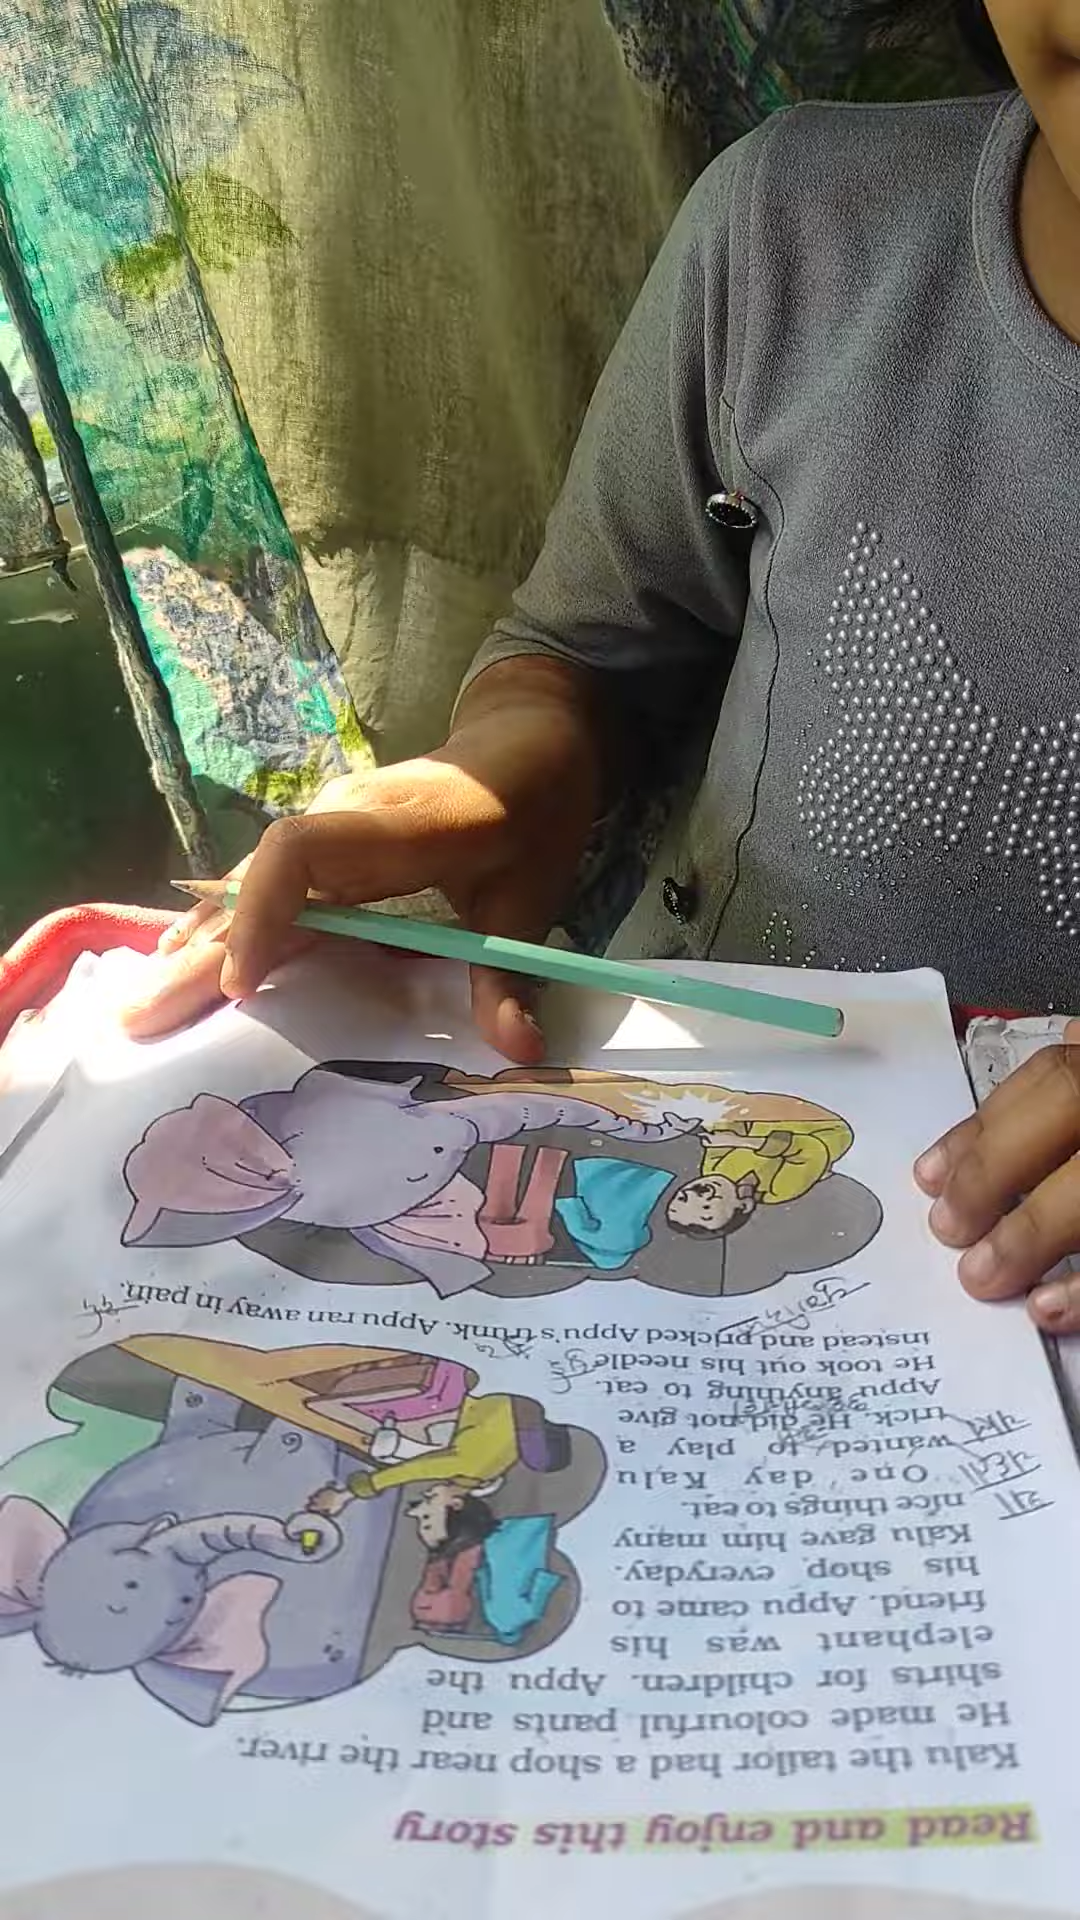 Read and enjoy this story
Kalu the tailor had a shop near the river.
He made colourful pants and
shirts for children. Appu the
elephant was his
friend. Appu came to
his shop everyday.
Kalu gave him many
nice things to eat.
One day Kalu
wanted to play a
trick. He did not give
Appu anything to eat.
He took out his needle
instead and pricked Appu's trunk. Appu ran away in pain.